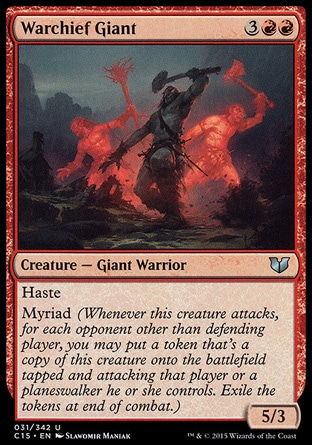 Warchief Giant 3
Creature — Giant Warrior
Haste
Myriad (Whenever this creature attacks,
for each opponent other than defending
player, you may put a token that's a
copy of this creature onto the battlefield
tapped and attacking that player or a
planeswalker he or she controls. Exile the
tokens at end of combat.)
5/3
031/342 U
C15 • EN Slawomir Maniak
™ & © 2015 Wizards of the Coast